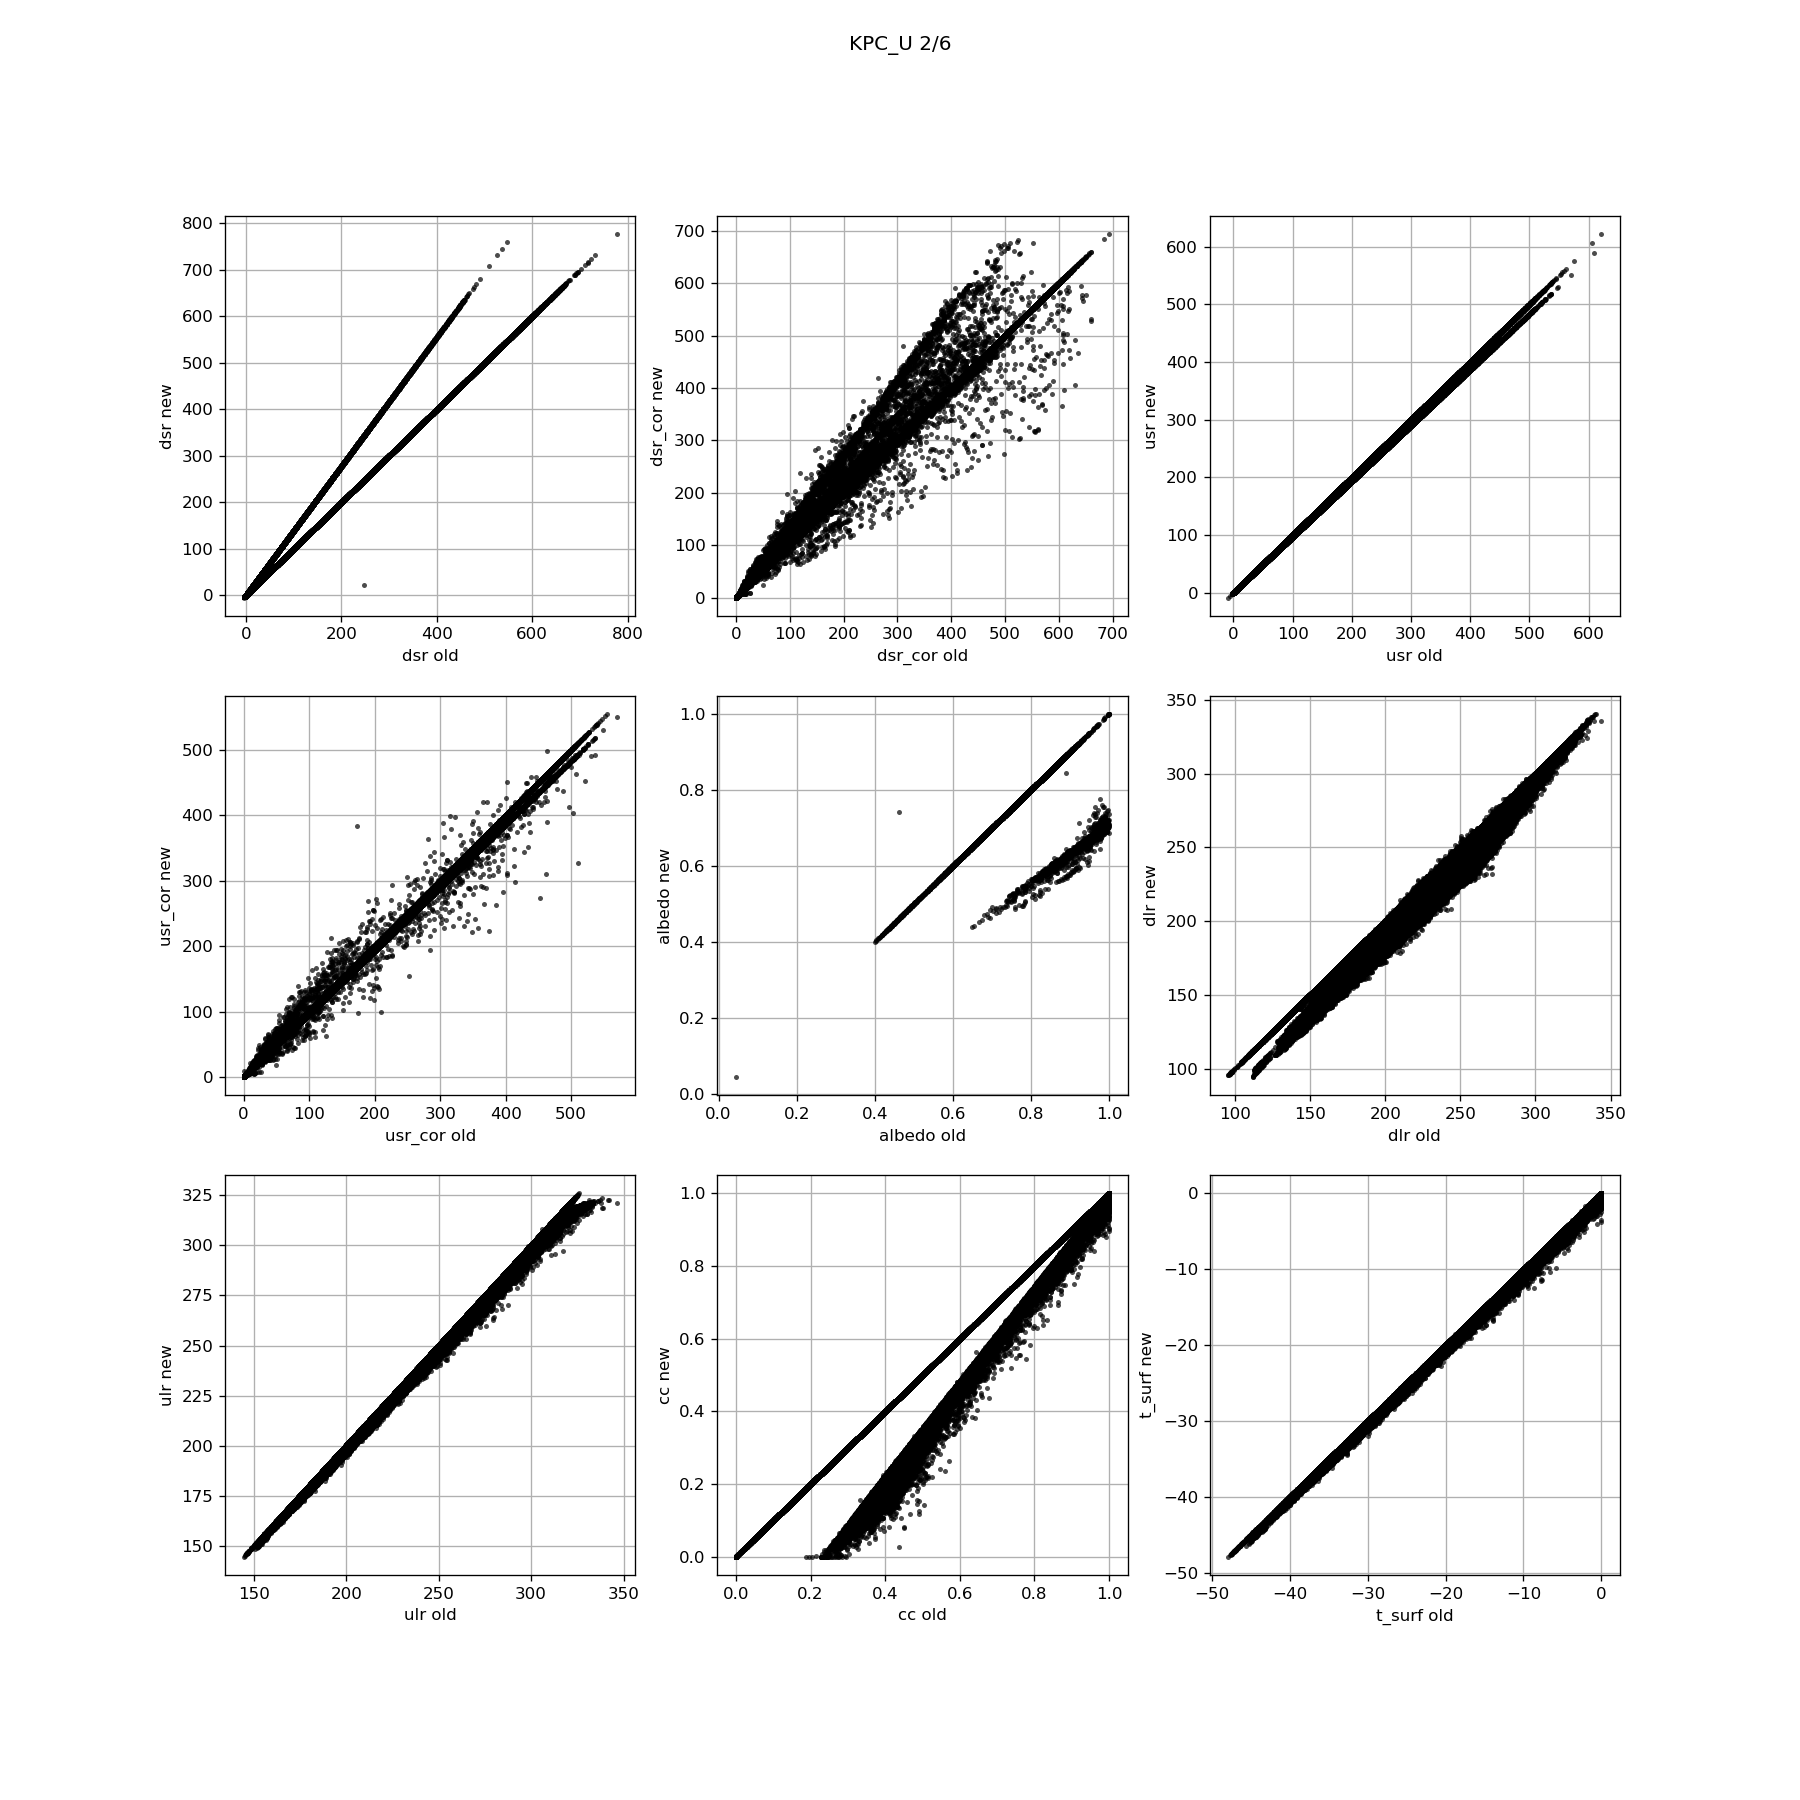 KPC_U 2/6
800
700
600
500
400
300
200
100
0
dsr new
0 200 400 600 800
dsr old
700
600
500
400
300
200
100
0
dsr_cor new
0 100 200 300 400 500 600 700
dsr_cor old
600
500
400
300
200
100
0
usr new
0 100 200 300 400 500 600
usr old
500
400
300
200
100
0
usr_cor new
0 100 200 300 400 500
usr_cor old
1.0
0.8
0.6
0.4
0.2
0.0
albedo new
0.0 0.2 0.4 0.6 0.8 1.0
albedo old
350
300
250
200
150
100
dlr new
100 150 200 250 300 350
dlr old
325
300
275
250
225
200
175
150
ulr new
150 200 250 300 350
ulr old
1.0
0.8
0.6
0.4
0.2
0.0
cc new
0.0 0.2 0.4 0.6 0.8 1.0
cc old
0
−10
−20
−30
−40
−50
t_surf new
−50 −40 −30 −20 −10 0
t_surf old